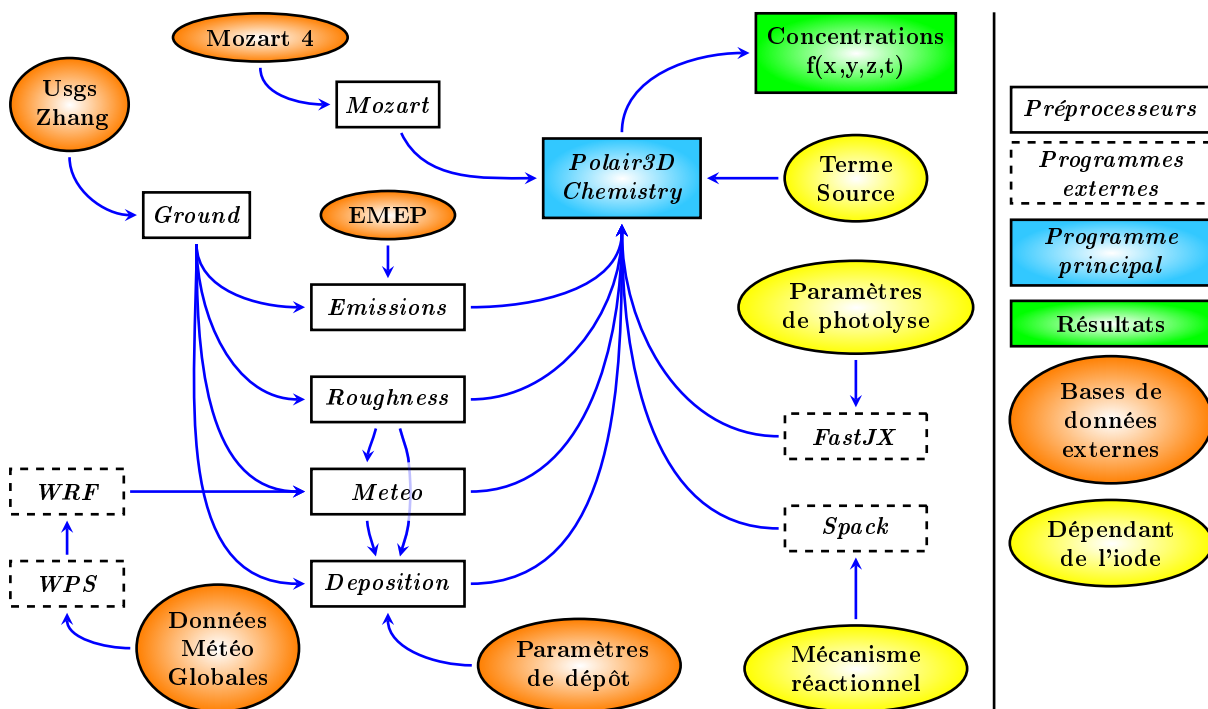 Mozart 4
Concentrations
f(x,y,z,t)
Usgs
Zhang
Mozart
Polair3D
Chemistry
Terme
Source
Ground
EMEP
Emissions
Paramètres
de photolyse
Roughness
FastJX
WRF
Meteo
Spack
WPS
Deposition
Données
Météo
Globales
Paramètres
de dépôt
Mécanisme
réactionnel
Préprocesseurs
Programmes
externes
Programme
principal
Résultats
Bases de
données
externes
Dépendant
de l'iode